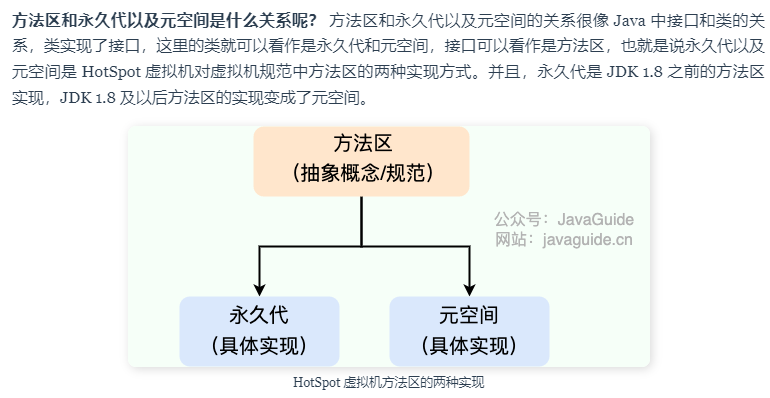 方法区和永久代以及元空间是什么关系呢？ 方法区和永久代以及元空间的关系很像 Java 中接口和类的关
系，类实现了接口，这里的类就可以看作是永久代和元空间，接口可以看作是方法区，也就是说永久代以及
元空间是 HotSpot 虚拟机对虚拟机规范中方法区的两种实现方式。并且，永久代是 JDK 1.8 之前的方法区
实现，JDK 1.8 及以后方法区的实现变成了元空间。
方法区
（抽象概念/规范）
公众号：JavaGuide
网站：javaguide.cn
永久代
（具体实现）
元空间
（具体实现）
HotSpot 虚拟机方法区的两种实现